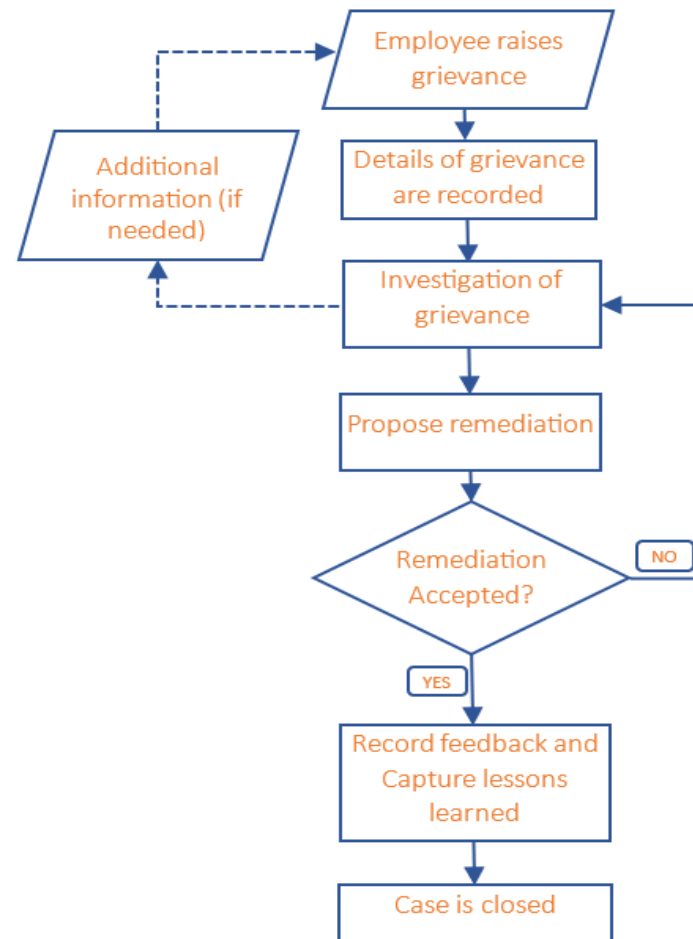 Employee raises
grievance
Additional
information (if
needed)
Details of grievance
are recorded
Investigation of
grievance
Propose remediation
Remediation
Accepted?
NO
YES
Record feedback and
Capture lessons
learned
Case is closed